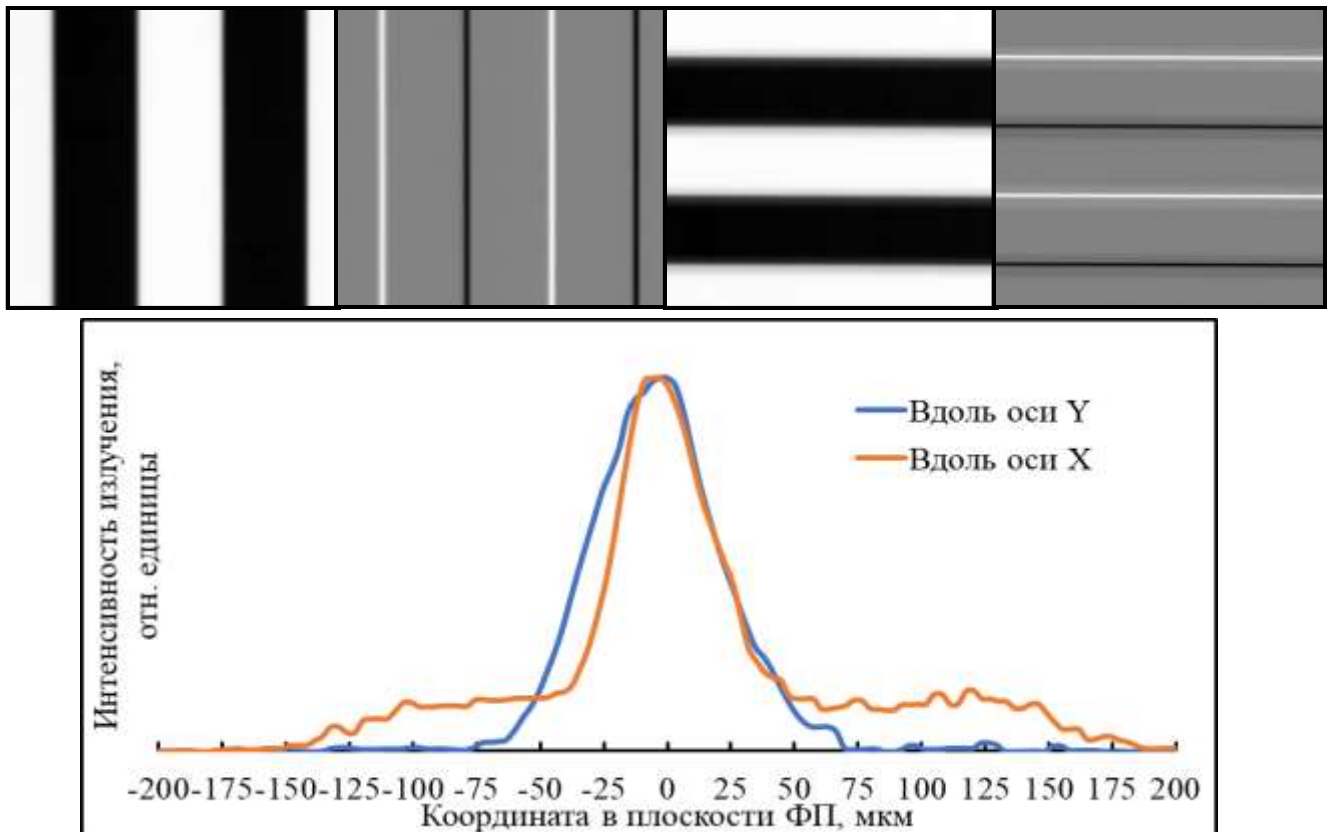 Интенсивность излучения,
отн. единицы
Вдоль оси Y
Вдоль оси X
-200 -175 -150 -125 -100 -75 -50 -25 0 25 50 75 100 125 150 175 200
Координата в плоскости ФП, мкм